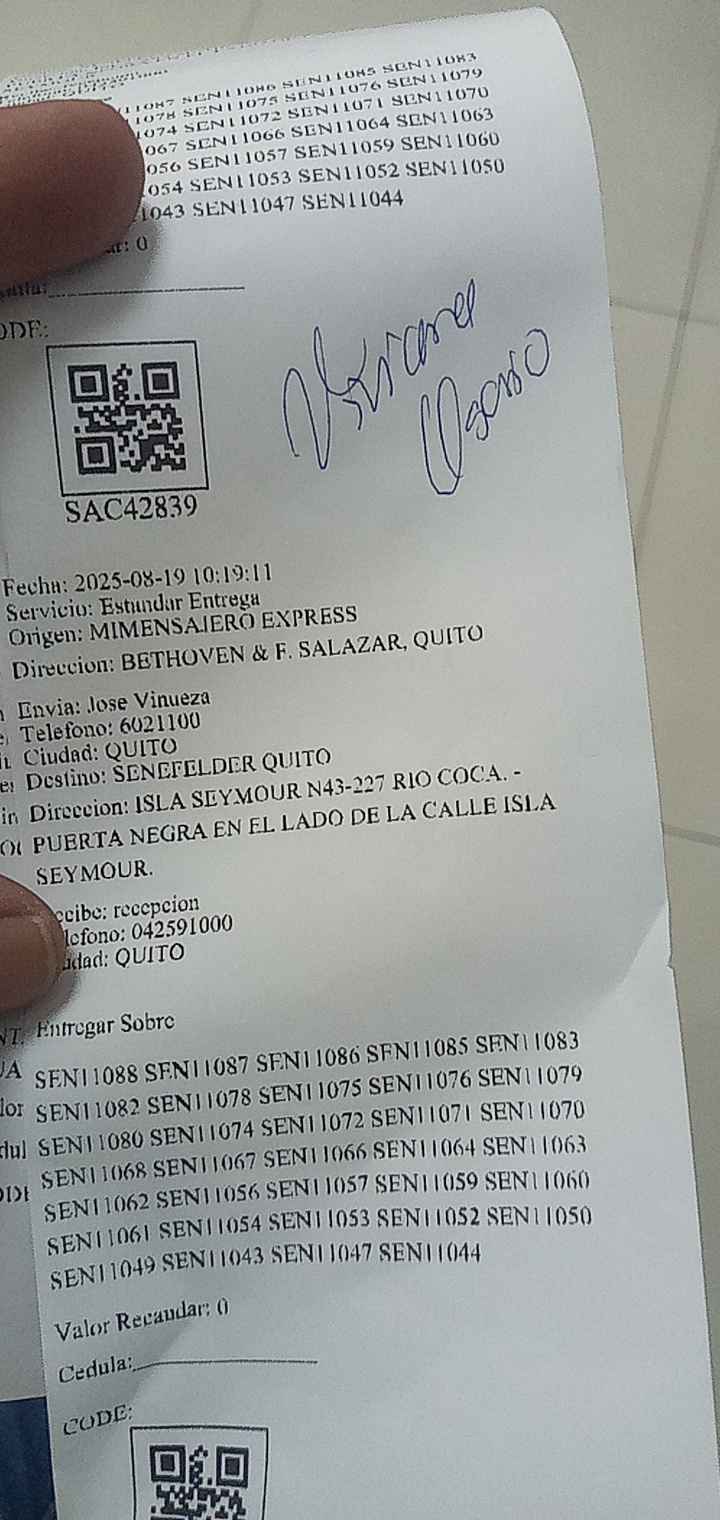 11087 SEN11086 SEN11085 SEN11083
11078 SEN11075 SEN11076 SEN11079
1074 SEN11072 SEN11071 SEN11070
067 SEN11066 SEN11064 SEN11063
056 SEN11057 SEN11059 SEN11060
054 SEN11053 SEN11052 SEN11050
1043 SEN11047 SEN11044
ar: 0
ODE:
SAC42839
Fecha: 2025-08-19 10:19:11
Servicio: Estandar Entrega
Origen: MIMENSAJERO EXPRESS
Direccion: BETHOVEN & F. SALAZAR, QUITO
Envia: Jose Vinueza
Telefono: 6021100
Ciudad: QUITO
Destino: SENEFELDER QUITO
Direccion: ISLA SEYMOUR N43-227 RIO COCA. -
PUERTA NEGRA EN EL LADO DE LA CALLE ISLA
SEYMOUR.
ecibe: recepcion
lefono: 042591000
udad: QUITO
Entregar Sobre
SEN11088 SEN11087 SEN11086 SEN11085 SEN11083
SEN11082 SEN11078 SEN11075 SEN11076 SEN11079
SEN11080 SEN11074 SEN11072 SEN11071 SEN11070
SEN11068 SEN11067 SEN11066 SEN11064 SEN11063
SEN11062 SEN11056 SEN11057 SEN11059 SEN11060
SEN11061 SEN11054 SEN11053 SEN11052 SEN11050
SEN11049 SEN11043 SEN11047 SEN11044
Valor Recaudar: 0
Cedula:
CODE: